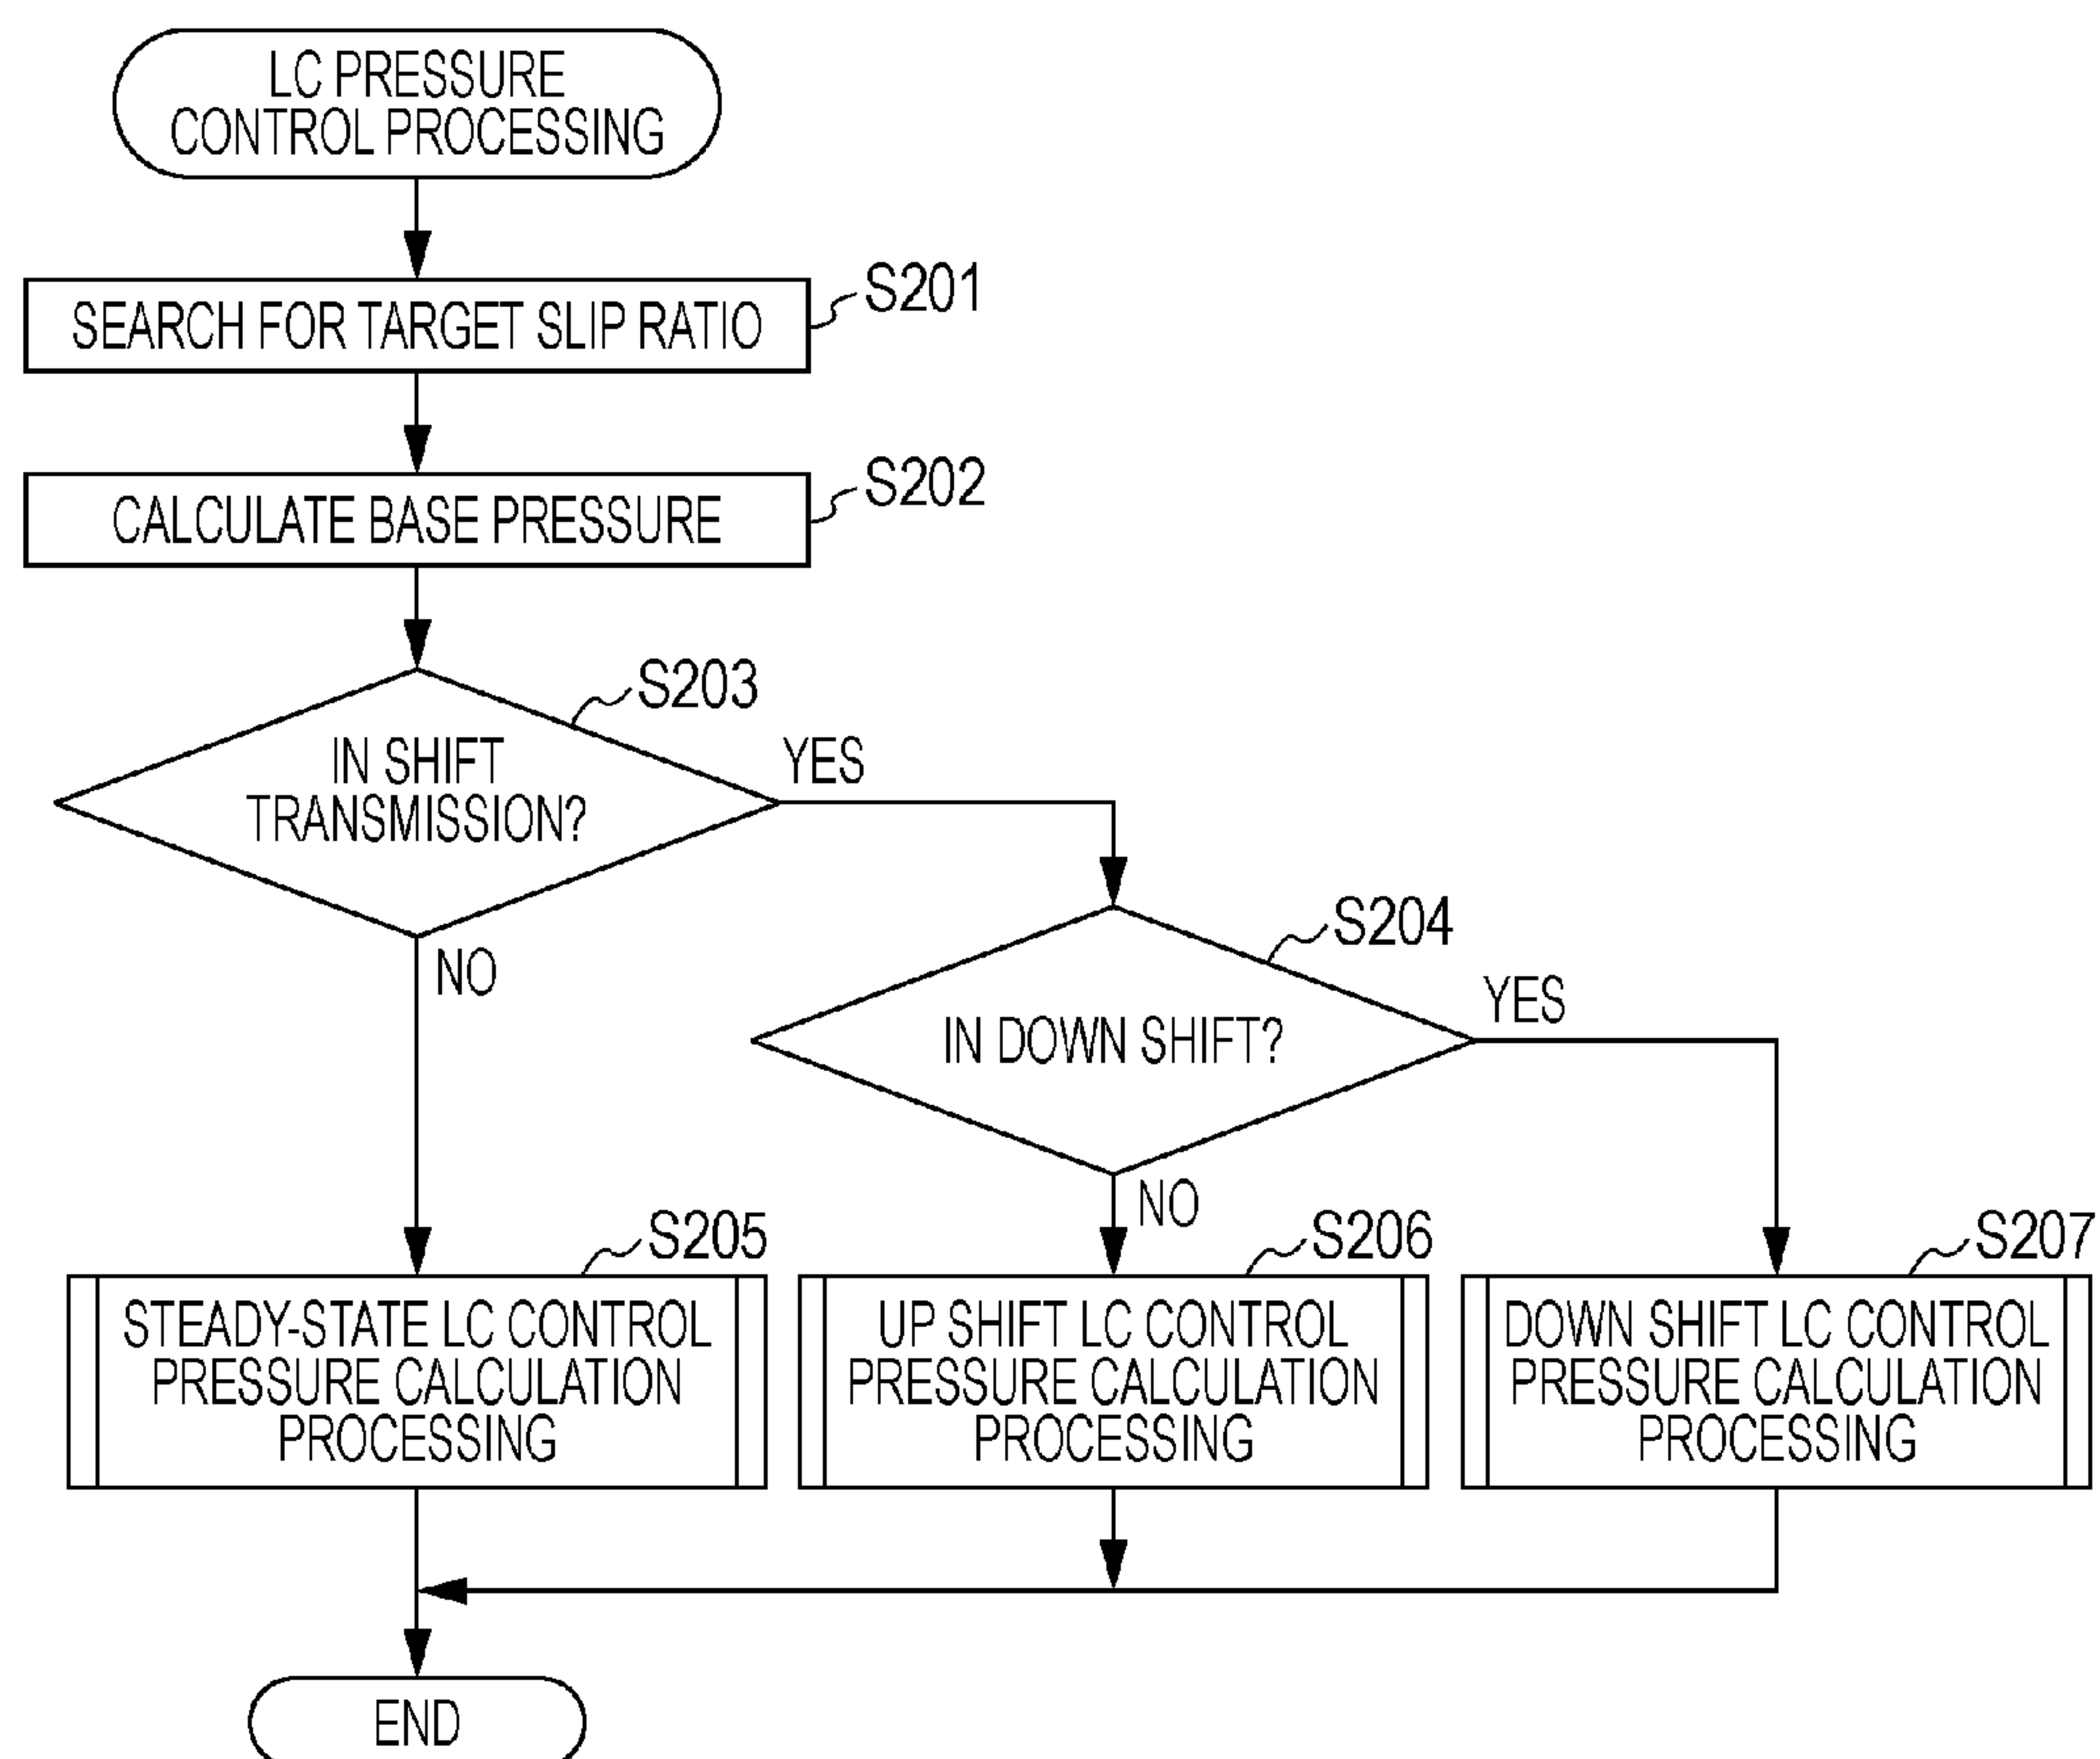 LC PRESSURE
CONTROL PROCESSING
SEARCH FOR TARGET SLIP RATIO
S201
CALCULATE BASE PRESSURE
S202
S203
IN SHIFT
TRANSMISSION?
YES
NO
S204
IN DOWN SHIFT?
YES
NO
S205
STEADY-STATE LC CONTROL
PRESSURE CALCULATION
PROCESSING
S206
UP SHIFT LC CONTROL
PRESSURE CALCULATION
PROCESSING
S207
DOWN SHIFT LC CONTROL
PRESSURE CALCULATION
PROCESSING
END